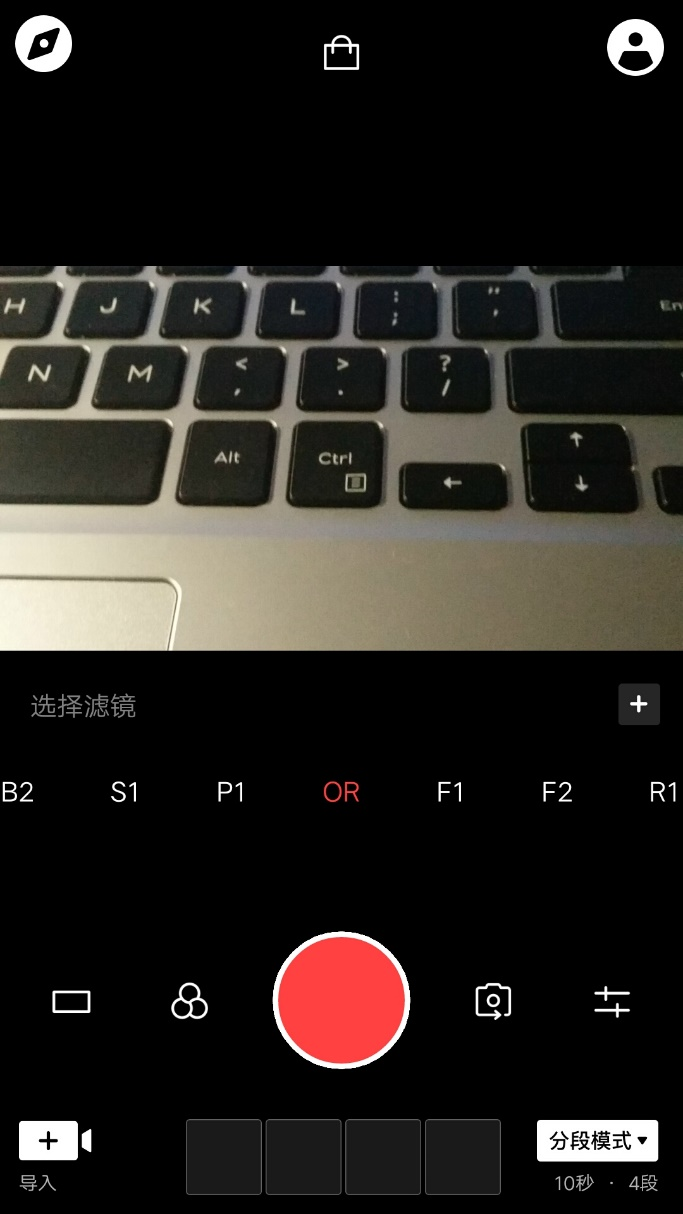 H J K L : ; " ' En
N M < , > . ? /
Alt Ctrl ← ↑ ↓
选择滤镜 +
B2 S1 P1 OR F1 F2 R1
导入
分段模式
10秒 · 4段